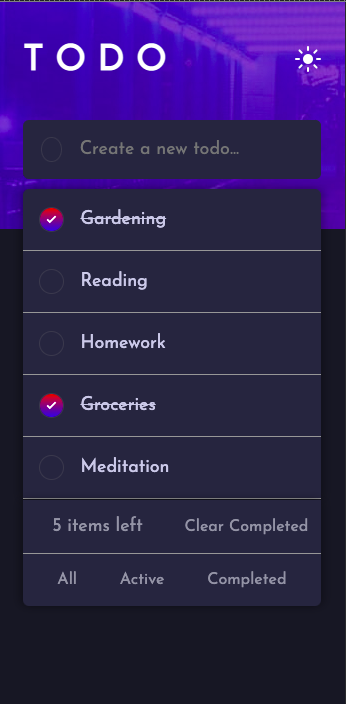 TODO
Create a new todo...
Gardening
Reading
Homework
Groceries
Meditation
5 items left Clear Completed
All Active Completed